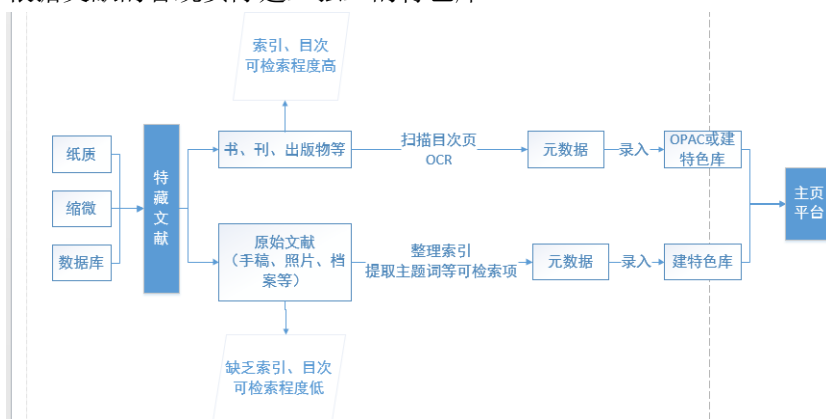 索引、目次
可检索程度高
纸质
缩微
数据库
特
藏
文
献
书、刊、出版物等
扫描目次页
OCR
元数据
录入
OPAC或建
特色库
原始文献
(手稿、照片、档
案等)
整理索引
提取主题词等可检索项
元数据
录入
建特色库
主页
平台
缺乏索引、目次
可检索程度低